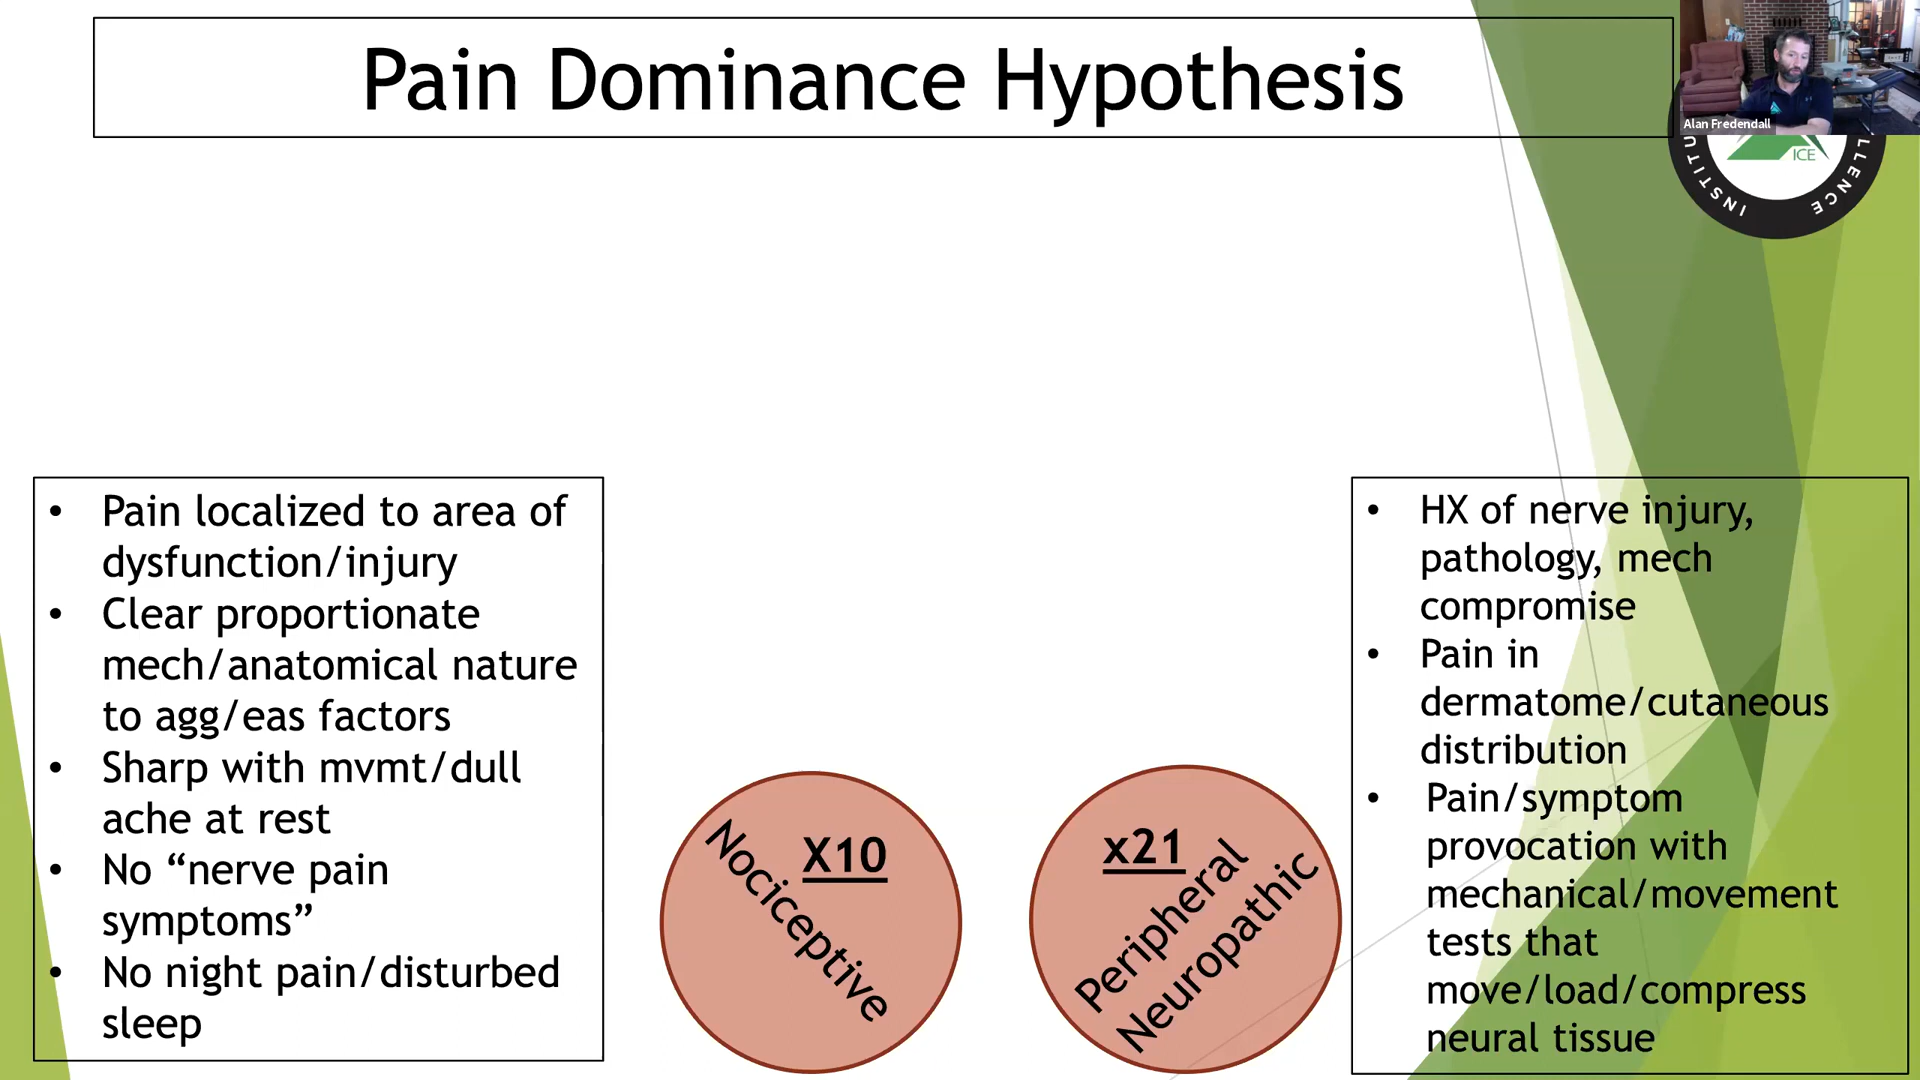 Pain Dominance Hypothesis
Alan Fredendall
ICE
INSTITU
LLENCE
• Pain localized to area of
dysfunction/injury
• Clear proportionate
mech/anatomical nature
to agg/eas factors
• Sharp with mvmt/dull
ache at rest
• No “nerve pain
symptoms”
• No night pain/disturbed
sleep
X10
Nociceptive
x21
Peripheral
Neuropathic
• HX of nerve injury,
pathology, mech
compromise
• Pain in
dermatome/cutaneous
distribution
• Pain/symptom
provocation with
mechanical/movement
tests that
move/load/compress
neural tissue